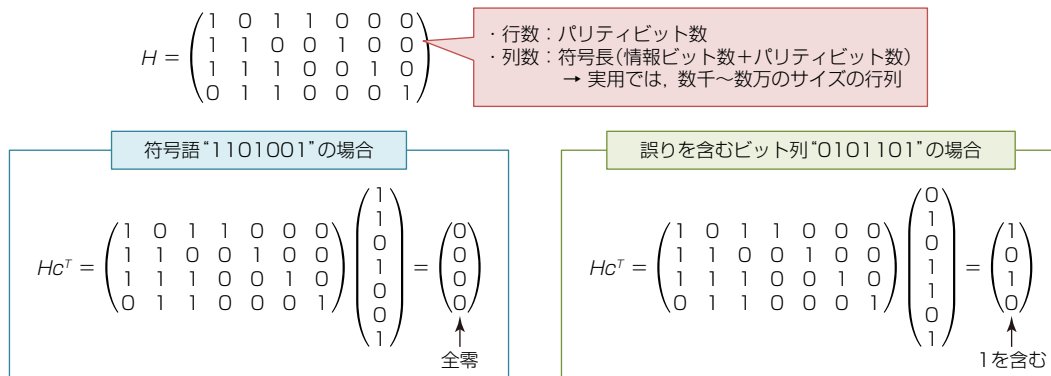 H = (1 0 1 1 0 0 0
1 1 0 0 1 0 0
1 1 1 0 0 1 0
0 1 1 0 0 0 1)
・行数：パリティビット数
・列数：符号長(情報ビット数＋パリティビット数)
→ 実用では，数千～数万のサイズの行列
符号語“1101001”の場合
Hcᵀ = (1 0 1 1 0 0 0
1 1 0 0 1 0 0
1 1 1 0 0 1 0
0 1 1 0 0 0 1)
(1
1
0
1
0
0
1)
= (0
0
0
0)
全零
誤りを含むビット列“0101101”の場合
Hcᵀ = (1 0 1 1 0 0 0
1 1 0 0 1 0 0
1 1 1 0 0 1 0
0 1 1 0 0 0 1)
(0
1
0
1
1
0
1)
= (1
0
1
0)
1を含む